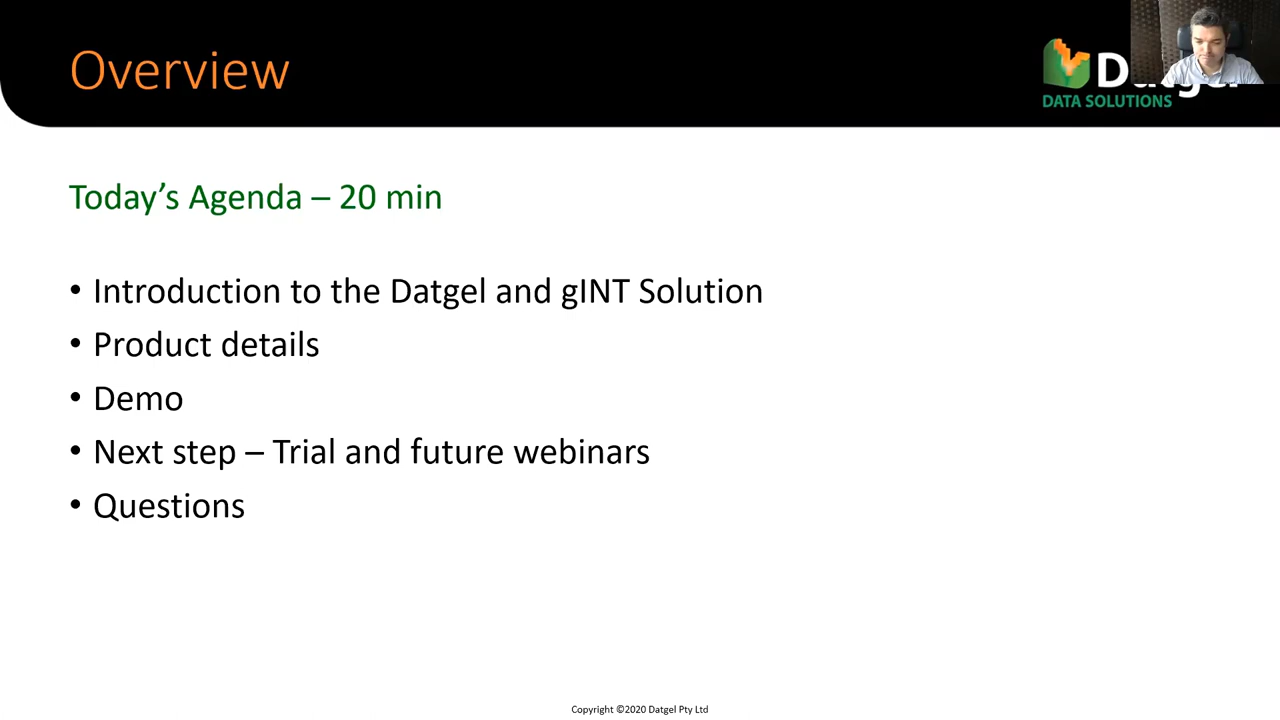 Overview
DATA SOLUTIONS
Today's Agenda – 20 min
• Introduction to the Datgel and gINT Solution
• Product details
• Demo
• Next step – Trial and future webinars
• Questions
Copyright ©2020 Datgel Pty Ltd